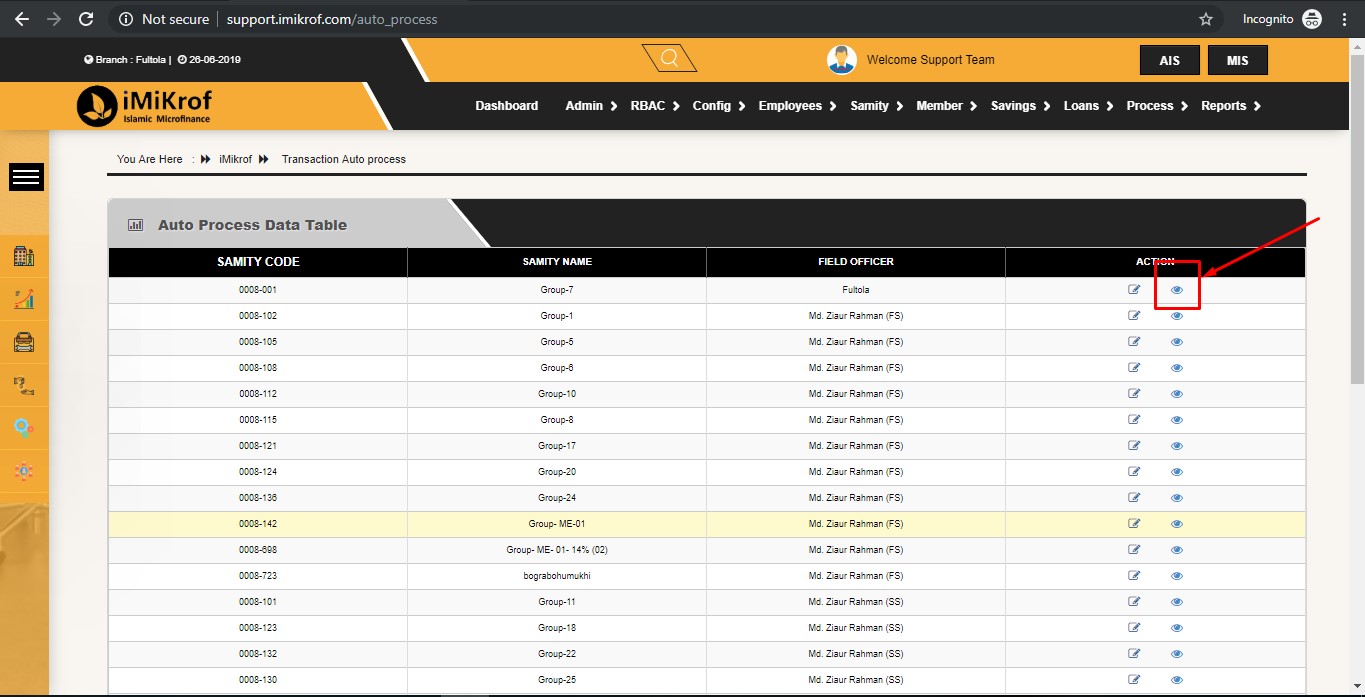 Not secure support.imikrof.com/auto_process Incognito
Branch : Fultola | 26-06-2019
Welcome Support Team
AIS MIS
iMiKrof
Islamic Microfinance
Dashboard Admin RBAC Config Employees Samity Member Savings Loans Process Reports
You Are Here : iMikrof Transaction Auto process
Auto Process Data Table
SAMITY CODE SAMITY NAME FIELD OFFICER ACTION
0008-001 Group-7 Fultola
0008-102 Group-1 Md. Ziaur Rahman (FS)
0008-105 Group-5 Md. Ziaur Rahman (FS)
0008-108 Group-6 Md. Ziaur Rahman (FS)
0008-112 Group-10 Md. Ziaur Rahman (FS)
0008-115 Group-8 Md. Ziaur Rahman (FS)
0008-121 Group-17 Md. Ziaur Rahman (FS)
0008-124 Group-20 Md. Ziaur Rahman (FS)
0008-136 Group-24 Md. Ziaur Rahman (FS)
0008-142 Group- ME-01 Md. Ziaur Rahman (FS)
0008-698 Group- ME- 01- 14% (02) Md. Ziaur Rahman (FS)
0008-723 bograbohumukhi Md. Ziaur Rahman (FS)
0008-101 Group-11 Md. Ziaur Rahman (SS)
0008-123 Group-18 Md. Ziaur Rahman (SS)
0008-132 Group-22 Md. Ziaur Rahman (SS)
0008-130 Group-25 Md. Ziaur Rahman (SS)